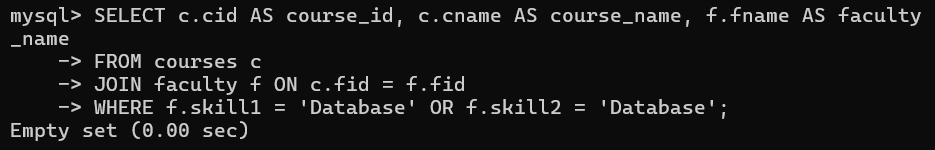 mysql> SELECT c.cid AS course_id, c.cname AS course_name, f.fname AS faculty
_name
    -> FROM courses c
    -> JOIN faculty f ON c.fid = f.fid
    -> WHERE f.skill1 = 'Database' OR f.skill2 = 'Database';
Empty set (0.00 sec)